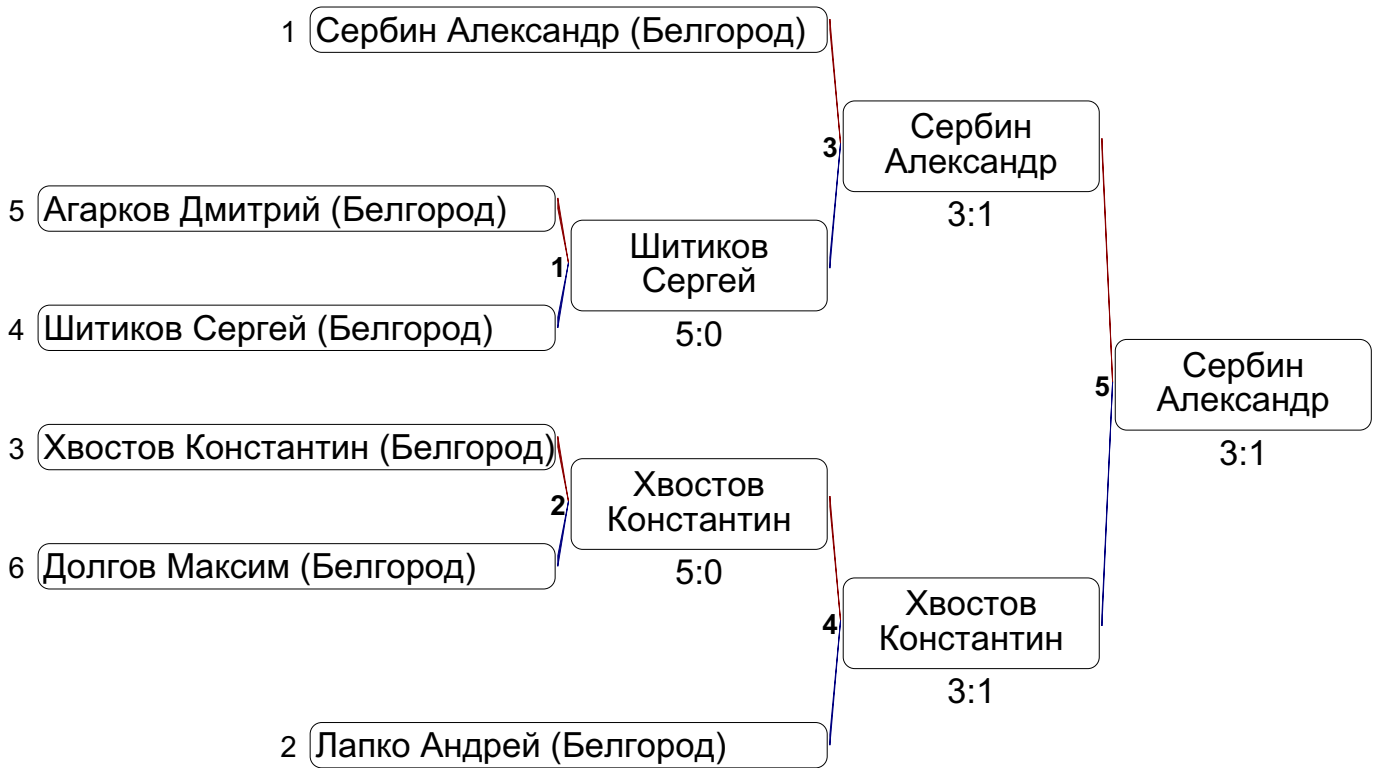 1 Сербин Александр (Белгород)
3 Сербин
Александр
3:1
5 Агарков Дмитрий (Белгород)
1 Шитиков
Сергей
5:0
4 Шитиков Сергей (Белгород)
5 Сербин
Александр
3:1
3 Хвостов Константин (Белгород)
2 Хвостов
Константин
5:0
6 Долгов Максим (Белгород)
4 Хвостов
Константин
3:1
2 Лапко Андрей (Белгород)